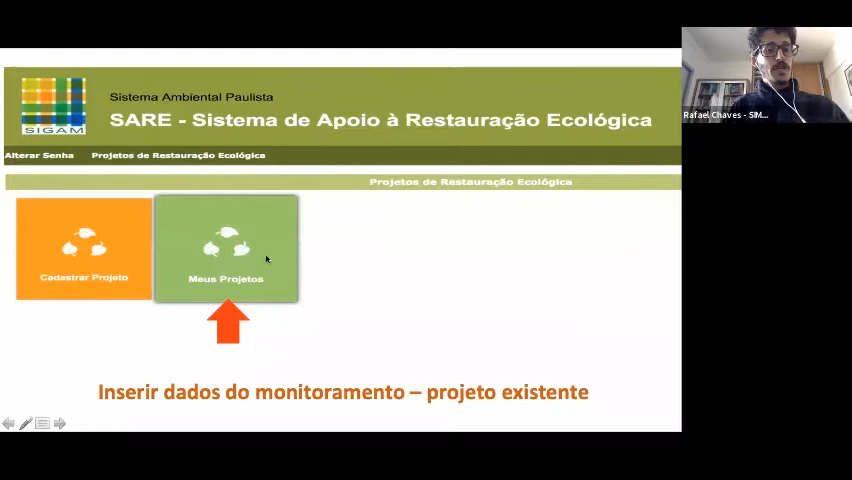 Sistema Ambiental Paulista
SARE - Sistema de Apoio à Restauração Ecológica
SIGAM
Alterar Senha Projetos de Restauração Ecológica
Projetos de Restauração Ecológica
Cadastrar Projeto
Meus Projetos
Inserir dados do monitoramento – projeto existente
Rafael Chaves - SIM...